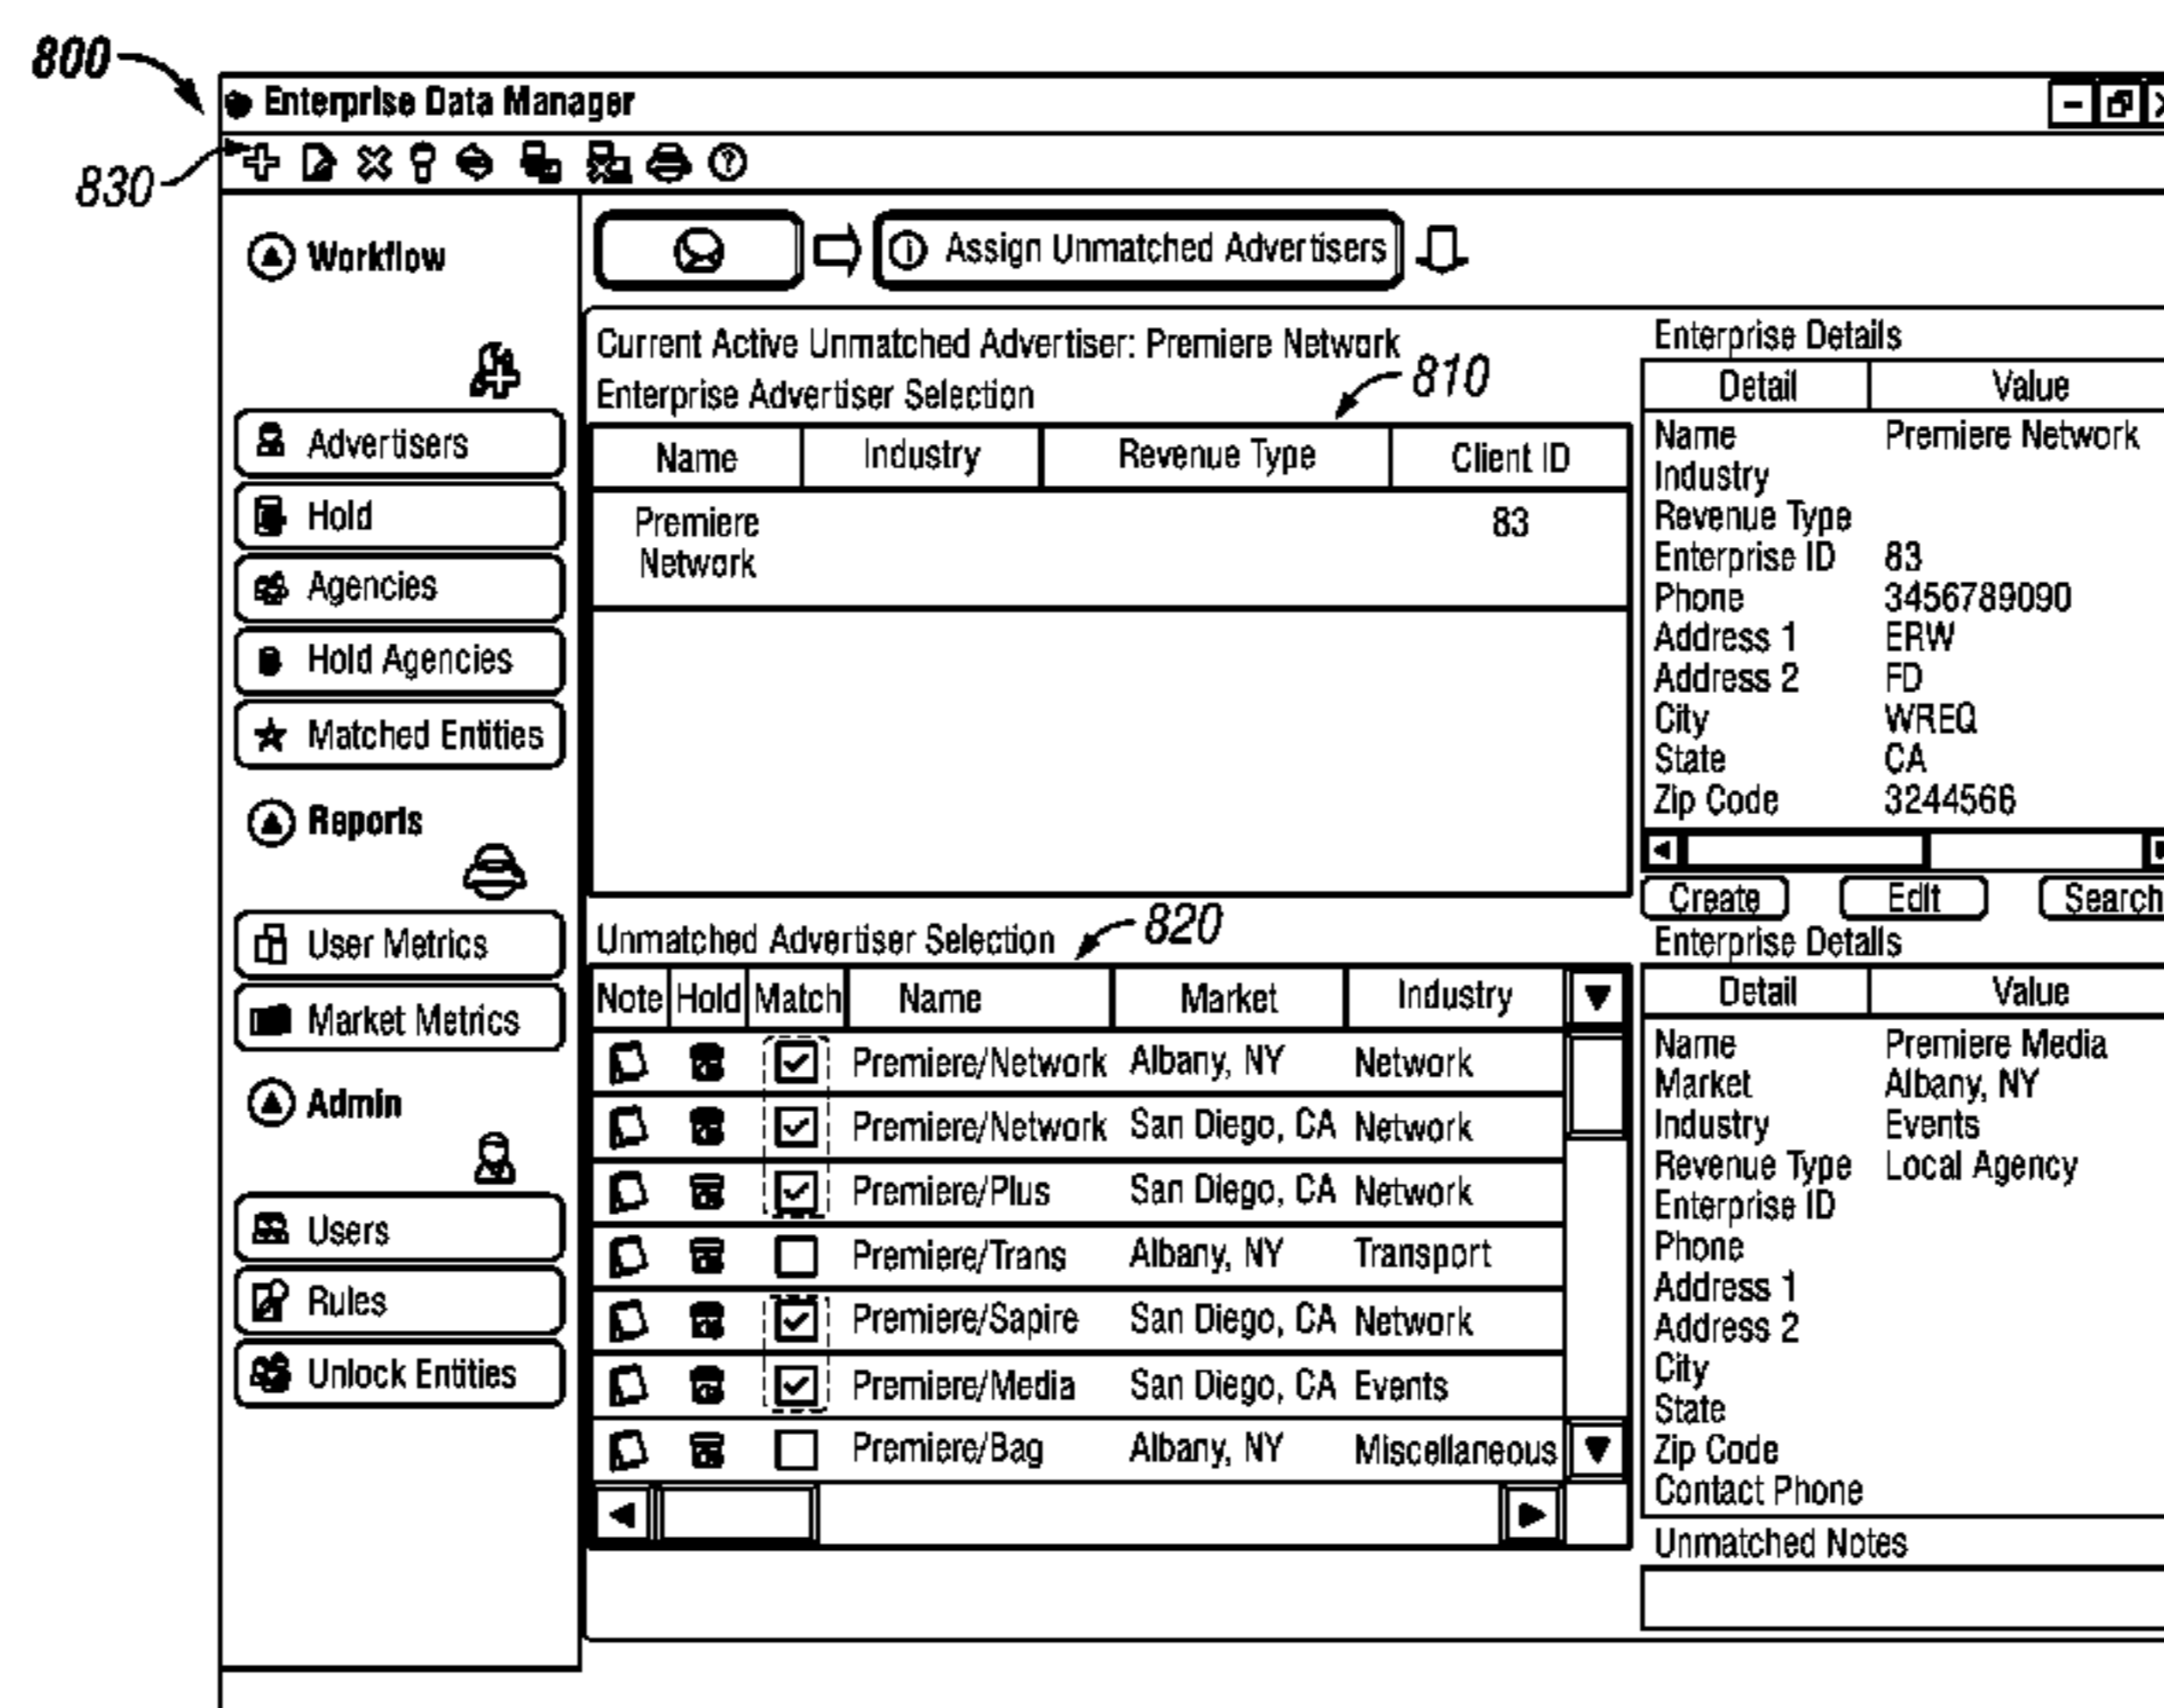 800
Enterprise Data Manager
830
Workflow
Advertisers
Hold
Agencies
Hold Agencies
Matched Entities
Reports
User Metrics
Market Metrics
Admin
Users
Rules
Unlock Entities
Assign Unmatched Advertisers
Current Active Unmatched Advertiser: Premiere Network
Enterprise Advertiser Selection
810
Name Industry Revenue Type Client ID
Premiere 83
Network
Unmatched Advertiser Selection
820
Note Hold Match Name Market Industry
Premiere/Network Albany, NY Network
Premiere/Network San Diego, CA Network
Premiere/Plus San Diego, CA Network
Premiere/Trans Albany, NY Transport
Premiere/Sapire San Diego, CA Network
Premiere/Media San Diego, CA Events
Premiere/Bag Albany, NY Miscellaneous
Enterprise Details
Detail Value
Name Premiere Network
Industry
Revenue Type
Enterprise ID 83
Phone 3456789090
Address 1 ERW
Address 2 FD
City WREQ
State CA
Zip Code 3244566
Create Edit Search
Enterprise Details
Detail Value
Name Premiere Media
Market Albany, NY
Industry Events
Revenue Type Local Agency
Enterprise ID
Phone
Address 1
Address 2
City
State
Zip Code
Contact Phone
Unmatched Notes